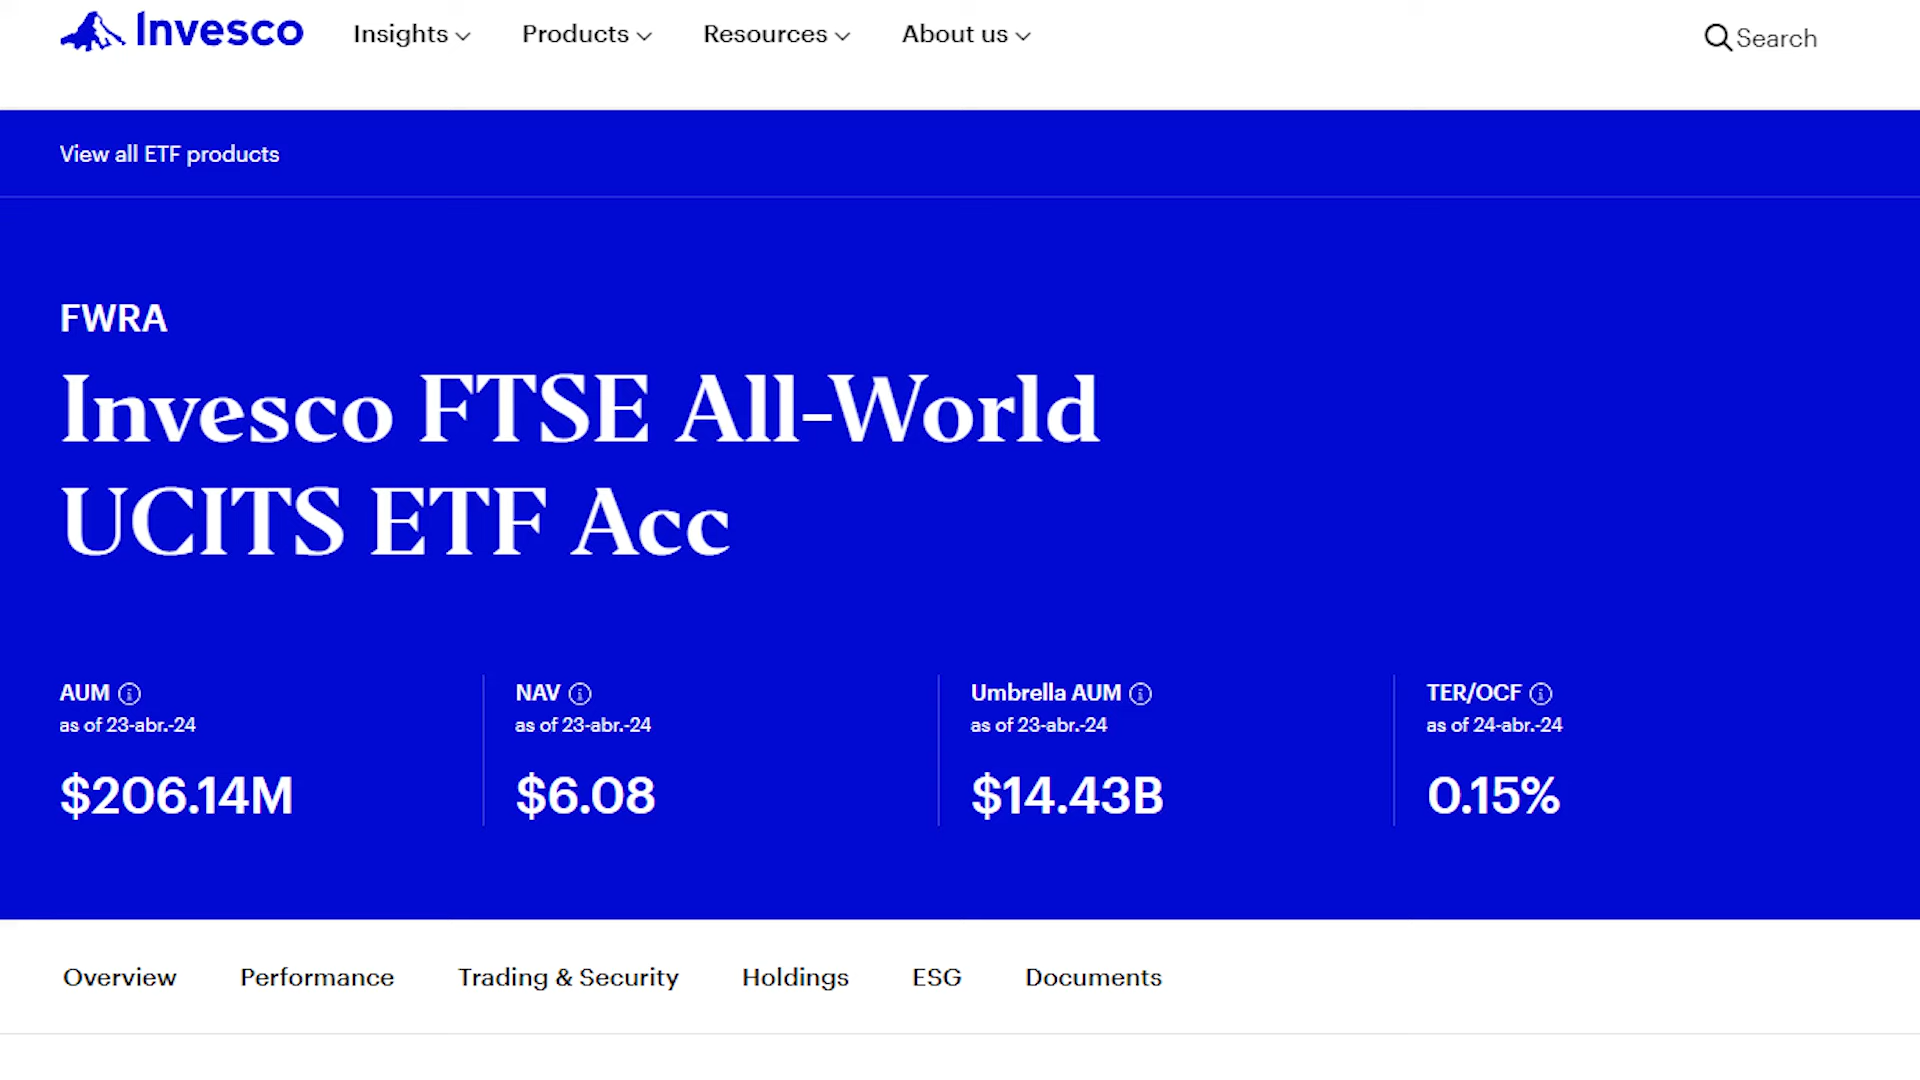 Invesco
Insights
Products
Resources
About us
Search
View all ETF products
FWRA
Invesco FTSE All-World
UCITS ETF Acc
AUM
as of 23-abr.-24
$206.14M
NAV
as of 23-abr.-24
$6.08
Umbrella AUM
as of 23-abr.-24
$14.43B
TER/OCF
as of 24-abr.-24
0.15%
Overview
Performance
Trading & Security
Holdings
ESG
Documents